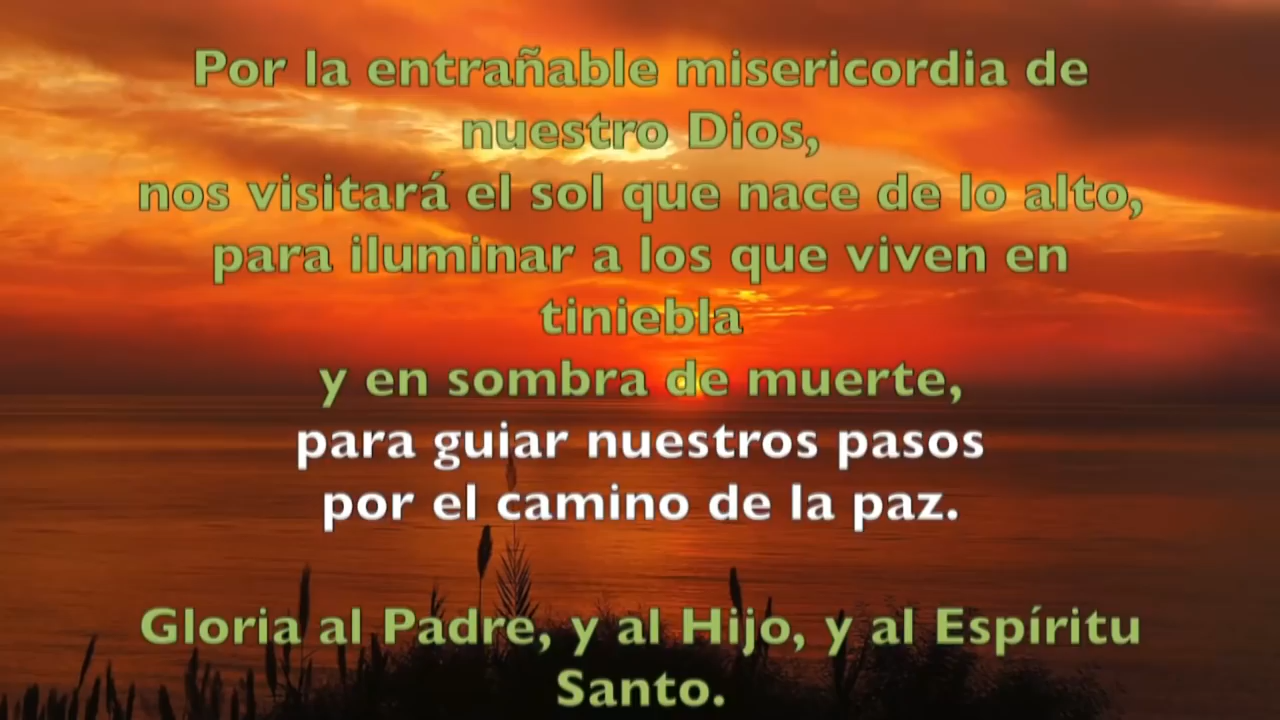 Por la entrañable misericordia de
nuestro Dios,
nos visitará el sol que nace de lo alto,
para iluminar a los que viven en
tiniebla
y en sombra de muerte,
para guiar nuestros pasos
por el camino de la paz.
Gloria al Padre, y al Hijo, y al Espíritu
Santo.